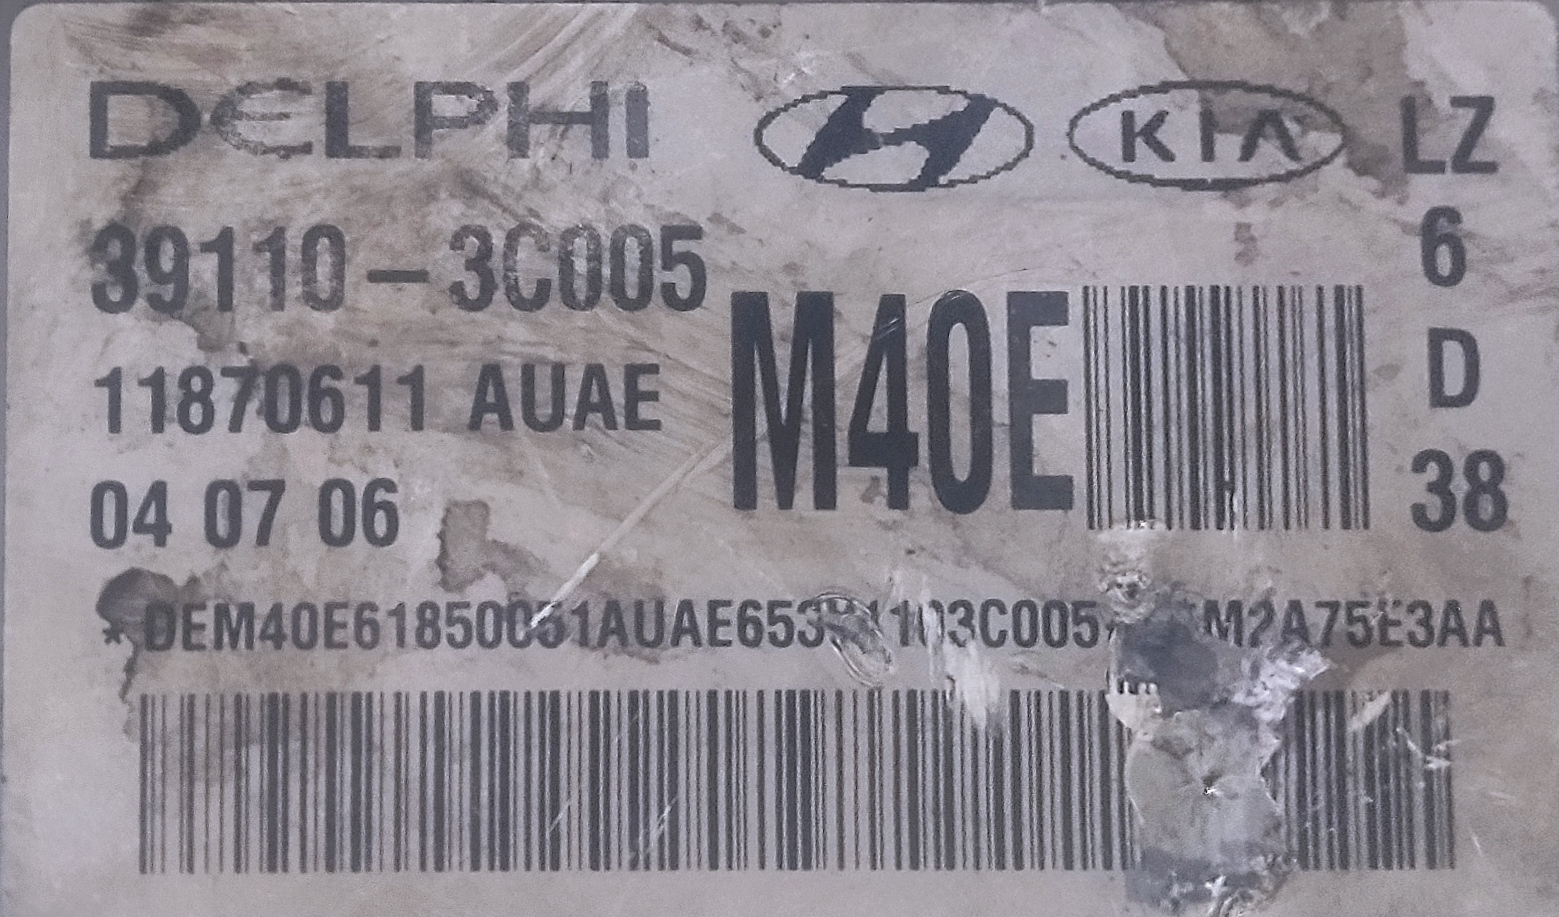 DELPHI KIA LZ
39110-3C005 6
11870611 AUAE M40E D
04 07 06 38